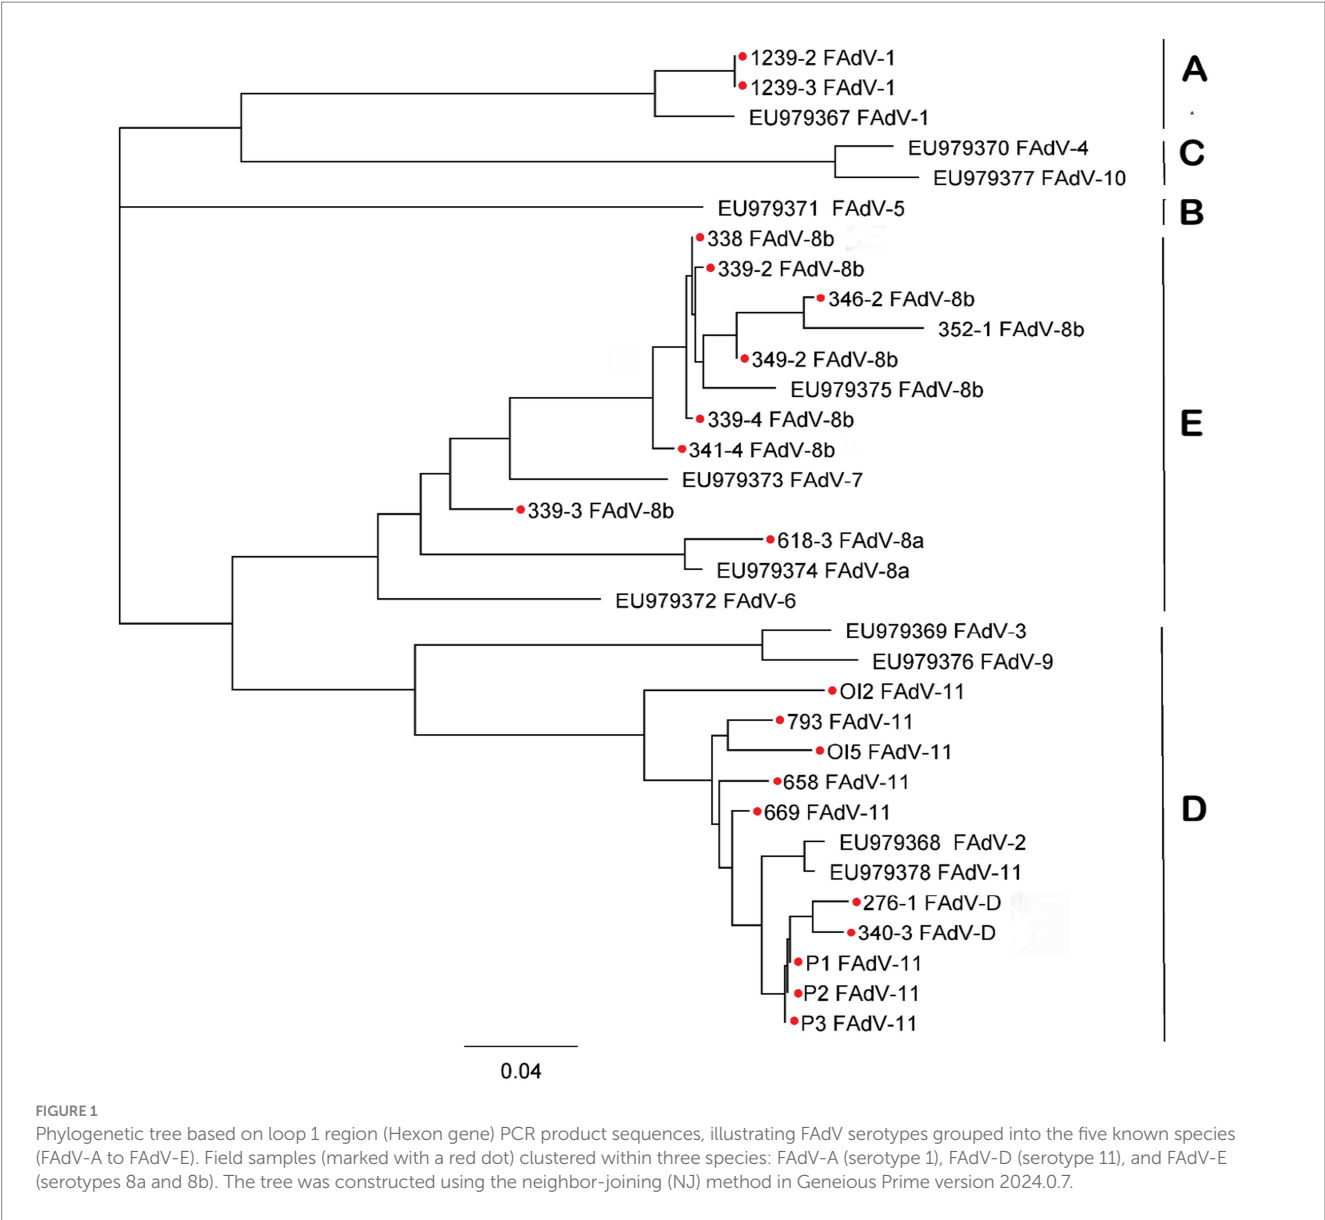 1239-2 FAdV-1
A
1239-3 FAdV-1
EU979367 FAdV-1
EU979370 FAdV-4
C
EU979377 FAdV-10
EU979371 FAdV-5
B
338 FAdV-8b
339-2 FAdV-8b
346-2 FAdV-8b
352-1 FAdV-8b
349-2 FAdV-8b
EU979375 FAdV-8b
339-4 FAdV-8b
E
341-4 FAdV-8b
EU979373 FAdV-7
339-3 FAdV-8b
618-3 FAdV-8a
EU979374 FAdV-8a
EU979372 FAdV-6
EU979369 FAdV-3
EU979376 FAdV-9
OI2 FAdV-11
793 FAdV-11
OI5 FAdV-11
658 FAdV-11
669 FAdV-11
D
EU979368 FAdV-2
EU979378 FAdV-11
276-1 FAdV-D
340-3 FAdV-D
P1 FAdV-11
P2 FAdV-11
P3 FAdV-11
0.04
FIGURE 1
Phylogenetic tree based on loop 1 region (Hexon gene) PCR product sequences, illustrating FAdV serotypes grouped into the five known species
(FAdV-A to FAdV-E). Field samples (marked with a red dot) clustered within three species: FAdV-A (serotype 1), FAdV-D (serotype 11), and FAdV-E
(serotypes 8a and 8b). The tree was constructed using the neighbor-joining (NJ) method in Geneious Prime version 2024.0.7.